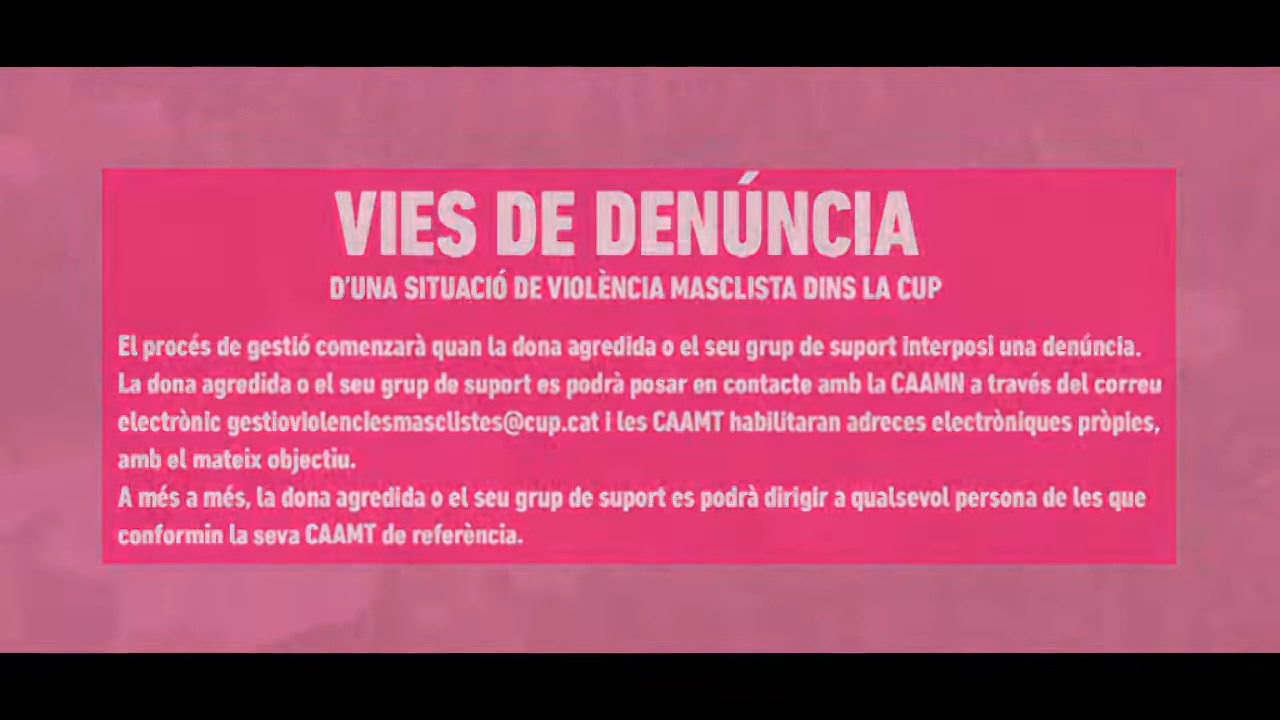 VIES DE DENÚNCIA
D'UNA SITUACIÓ DE VIOLÈNCIA MASCLISTA DINS LA CUP
El procés de gestió comenzarà quan la dona agredida o el seu grup de suport interposi una denúncia.
La dona agredida o el seu grup de suport es podrà posar en contacte amb la CAAMN a través del correu
electrònic gestioviolenciesmasclistes@cup.cat i les CAAMT habilitaran adreces electròniques pròpies,
amb el mateix objectiu.
A més a més, la dona agredida o el seu grup de suport es podrà dirigir a qualsevol persona de les que
conformin la seva CAAMT de referència.